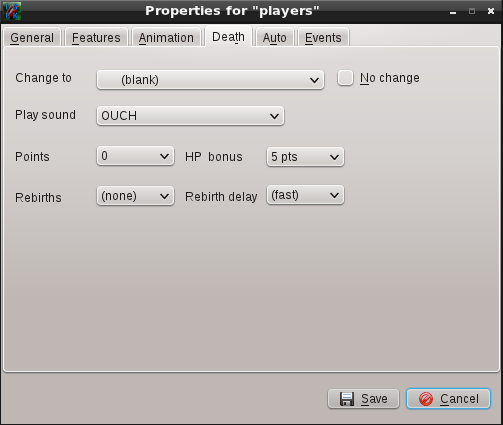 Properties for "players"
General Features Animation Death Auto Events
Change to (blank) No change
Play sound OUCH
Points 0 HP bonus 5 pts
Rebirths (none) Rebirth delay (fast)
Save Cancel